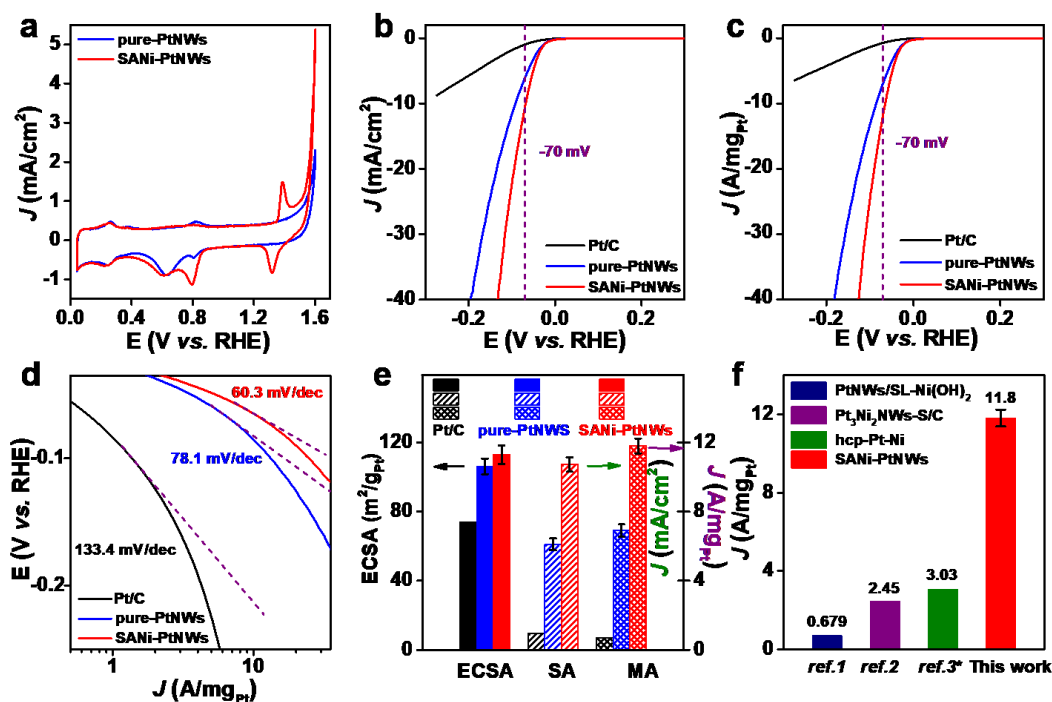 a
J (mA/cm²)
5
4
3
2
1
0
-1
pure-PtNWs
SANi-PtNWs
0.0 0.4 0.8 1.2 1.6
E (V vs. RHE)
b
J (mA/cm²)
0
-10
-20
-30
-40
-70 mV
Pt/C
pure-PtNWs
SANi-PtNWs
-0.2 0.0 0.2
E (V vs. RHE)
c
J (A/mgPt)
0
-10
-20
-30
-40
-70 mV
Pt/C
pure-PtNWs
SANi-PtNWs
-0.2 0.0 0.2
E (V vs. RHE)
d
E (V vs. RHE)
-0.1
-0.2
60.3 mV/dec
78.1 mV/dec
133.4 mV/dec
Pt/C
pure-PtNWs
SANi-PtNWs
1 10
J (A/mgPt)
e
ECSA (m²/gPt)
120
80
40
0
Pt/C pure-PtNWS SANi-PtNWs
ECSA SA MA
12
8
4
0
J (mA/cm²)
J (A/mgPt)
f
J (A/mgPt)
12
8
4
0
PtNWs/SL-Ni(OH)₂
Pt₃Ni₂NWs-S/C
hcp-Pt-Ni
SANi-PtNWs
0.679
2.45
3.03
11.8
ref.1 ref.2 ref.3* This work